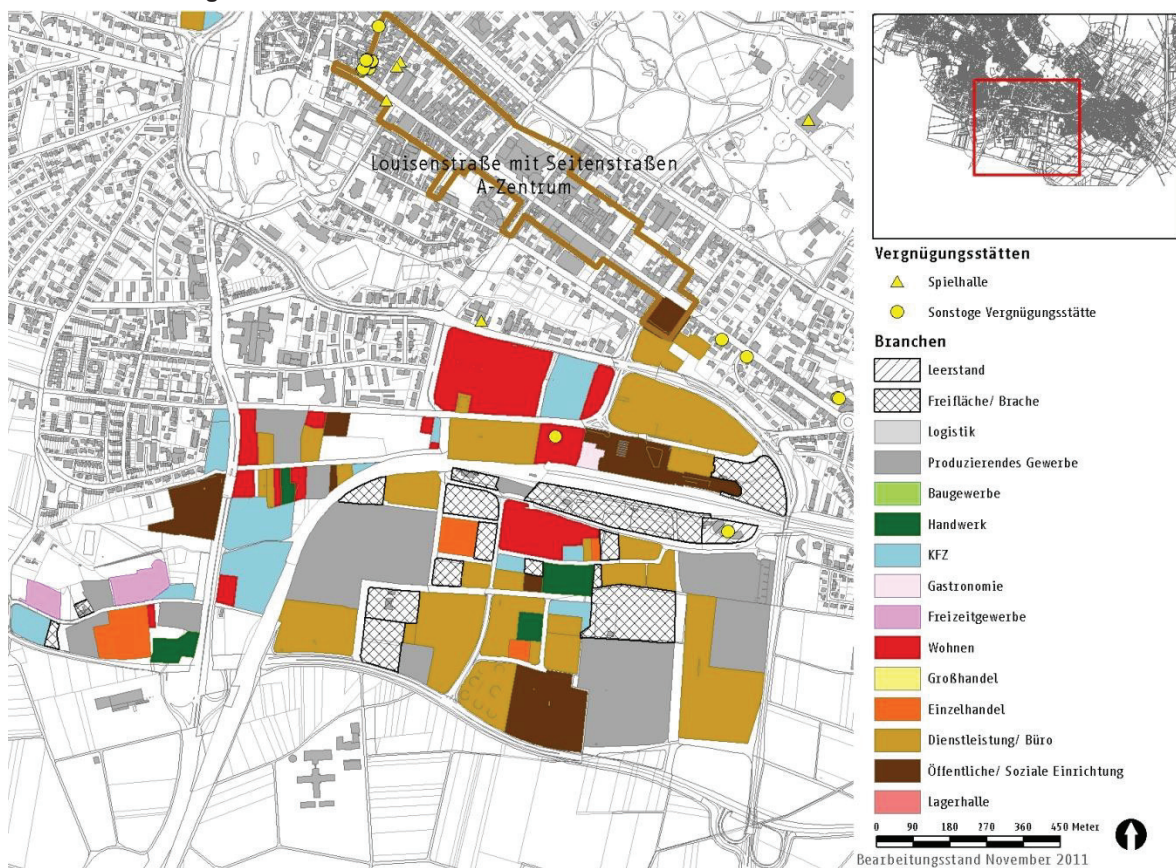 Louisenstraße mit Seitenstraßen
A-Zentrum
Vergnügungsstätten
Spielhalle
Sonstoge Vergnügungsstätte
Branchen
Leerstand
Freifläche/ Brache
Logistik
Produzierendes Gewerbe
Baugewerbe
Handwerk
KFZ
Gastronomie
Freizeitgewerbe
Wohnen
Großhandel
Einzelhandel
Dienstleistung/ Büro
Öffentliche/ Soziale Einrichtung
Lagerhalle
0 90 180 270 360 450 Meter
Bearbeitungsstand November 2011